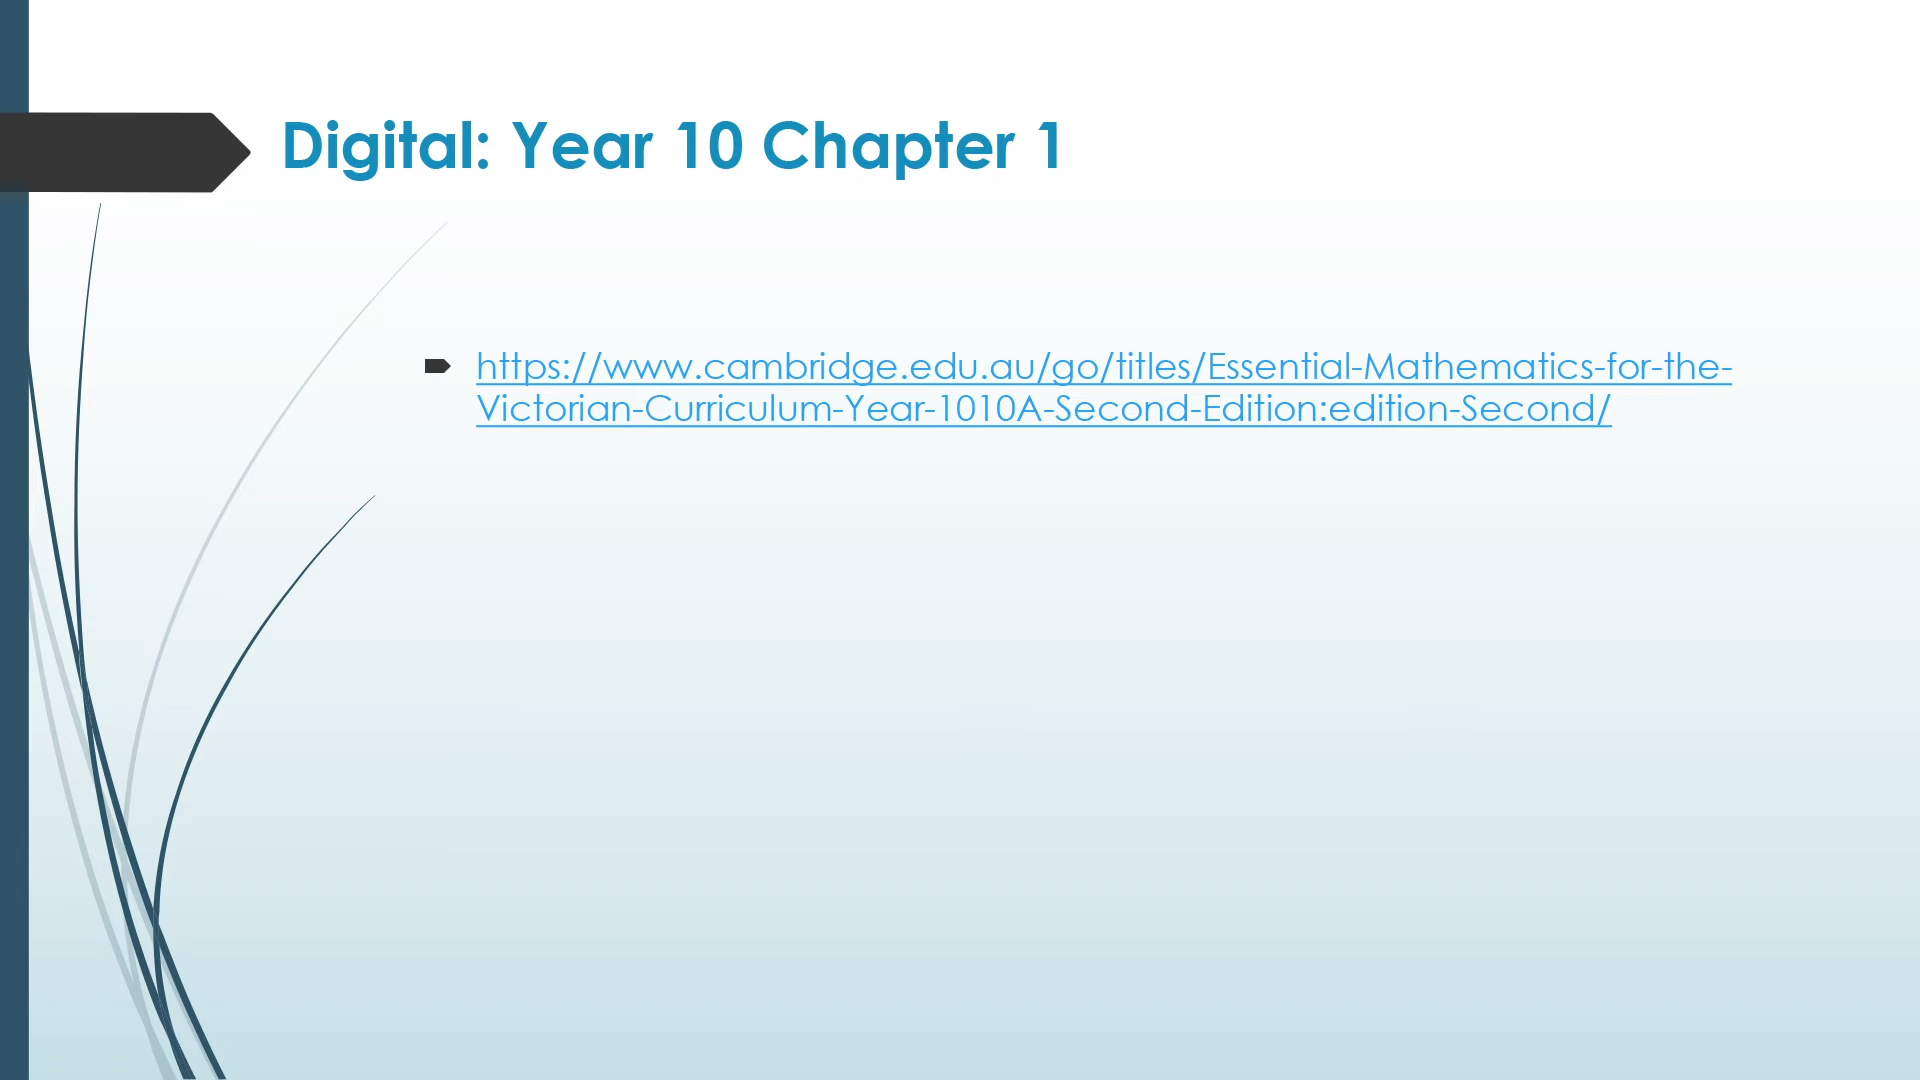 Digital: Year 10 Chapter 1
https://www.cambridge.edu.au/go/titles/Essential-Mathematics-for-the-
Victorian-Curriculum-Year-1010A-Second-Edition:edition-Second/